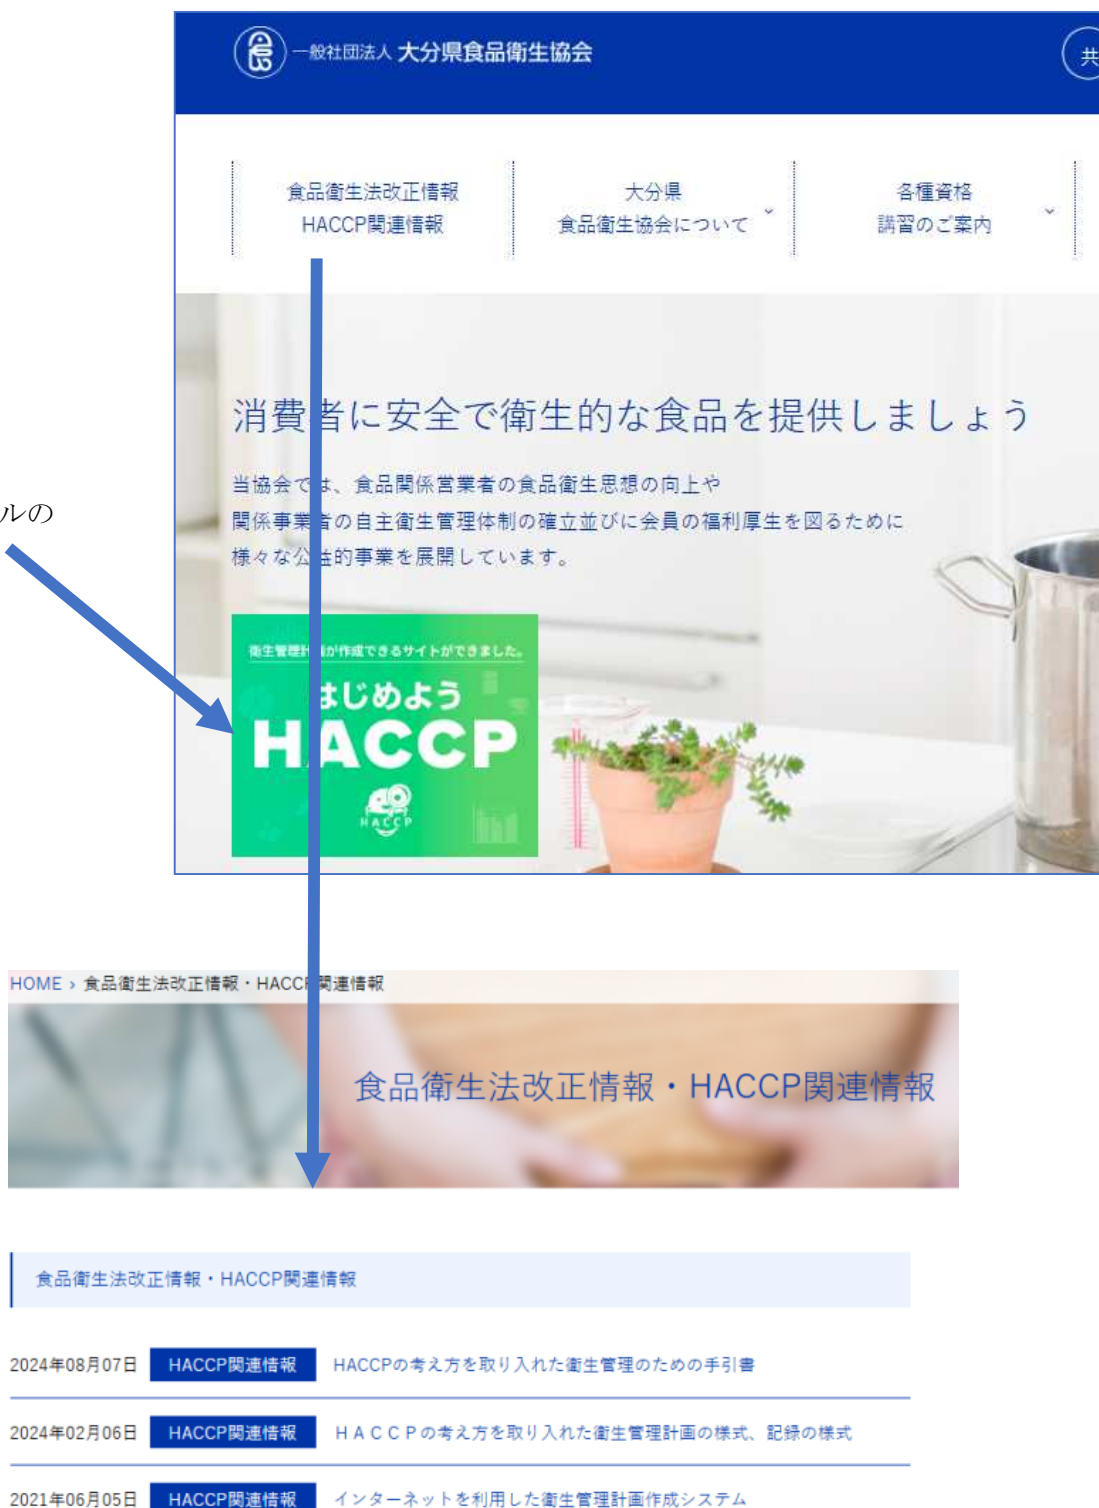 一般社団法人 大分県食品衛生協会
共
食品衛生法改正情報
HACCP関連情報
大分県
食品衛生協会について
各種資格
講習のご案内
消費者に安全で衛生的な食品を提供しましょう
当協会では、食品関係営業者の食品衛生思想の向上や
関係事業者の自主衛生管理体制の確立並びに会員の福利厚生を図るために
様々な公益的事業を展開しています。
ルの
衛生管理計画が作成できるサイトができました。
はじめよう
HACCP
HACCP
HOME › 食品衛生法改正情報・HACCP関連情報
食品衛生法改正情報・HACCP関連情報
食品衛生法改正情報・HACCP関連情報
2024年08月07日 HACCP関連情報 HACCPの考え方を取り入れた衛生管理のための手引書
2024年02月06日 HACCP関連情報 ＨＡＣＣＰの考え方を取り入れた衛生管理計画の様式、記録の様式
2021年06月05日 HACCP関連情報 インターネットを利用した衛生管理計画作成システム